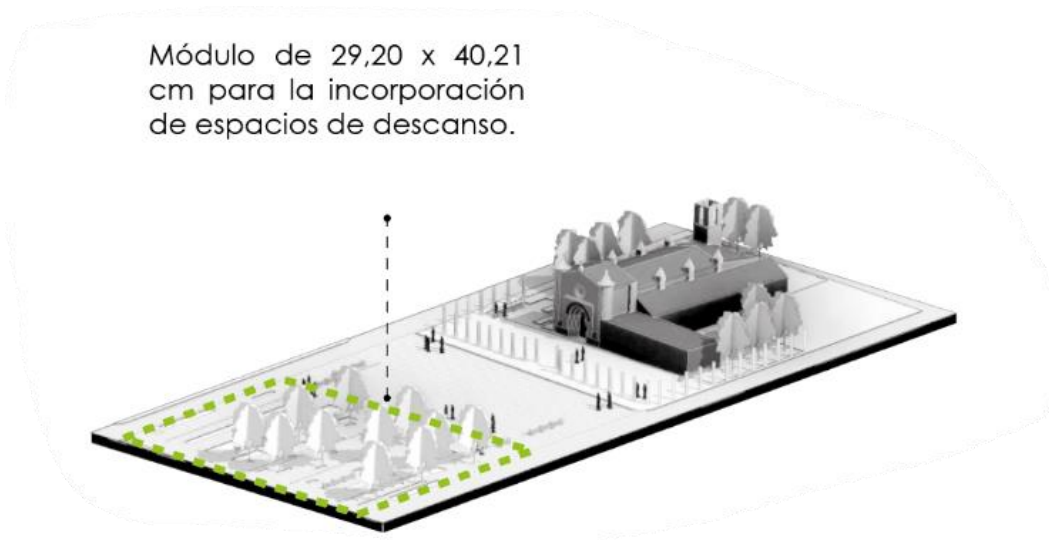 Módulo de 29,20 x 40,21
cm para la incorporación
de espacios de descanso.